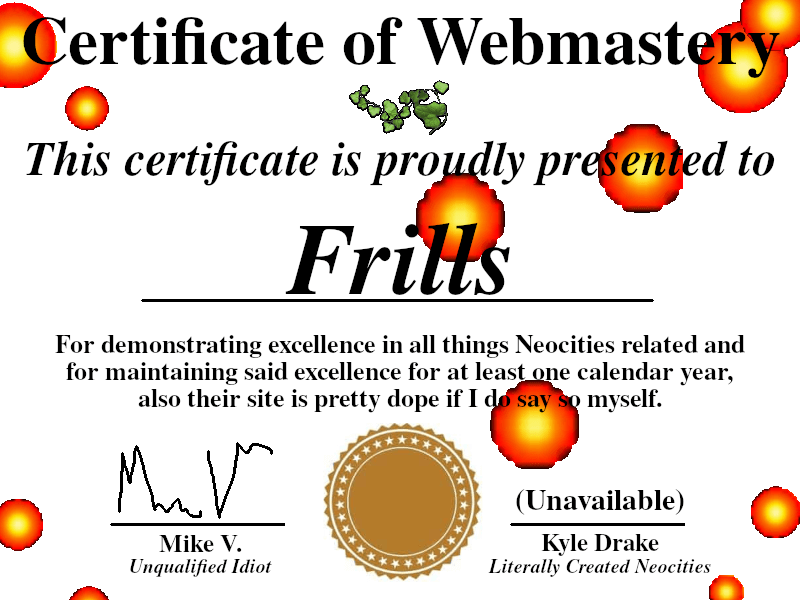 Certificate of Webmastery
This certificate is proudly presented to
Frills
For demonstrating excellence in all things Neocities related and
for maintaining said excellence for at least one calendar year,
also their site is pretty dope if I do say so myself.
(Unavailable)
Mike V.
Kyle Drake
Unqualified Idiot
Literally Created Neocities